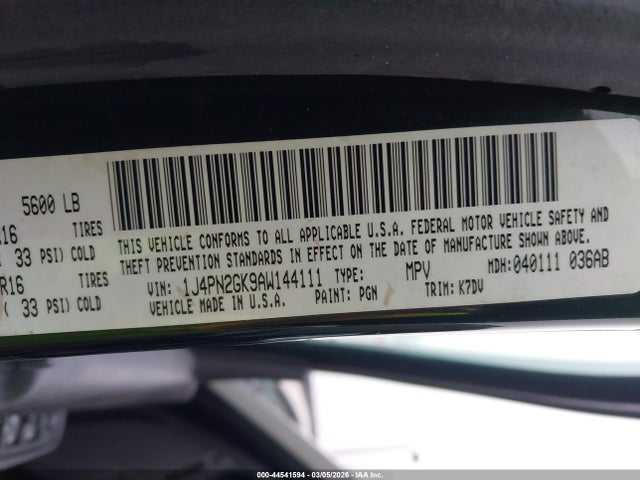 5600 LB
R16 TIRES
( 33 PSI) COLD
R16 TIRES
( 33 PSI) COLD
THIS VEHICLE CONFORMS TO ALL APPLICABLE U.S.A. FEDERAL MOTOR VEHICLE SAFETY AND
THEFT PREVENTION STANDARDS IN EFFECT ON THE DATE OF MANUFACTURE SHOWN ABOVE.
VIN: 1J4PN2GK9AW144111 TYPE: MPV MDH:040111 036AB
VEHICLE MADE IN U.S.A. PAINT: PGN TRIM: K7DV
000-44541594 | 03/05/2026 | IAA Inc.